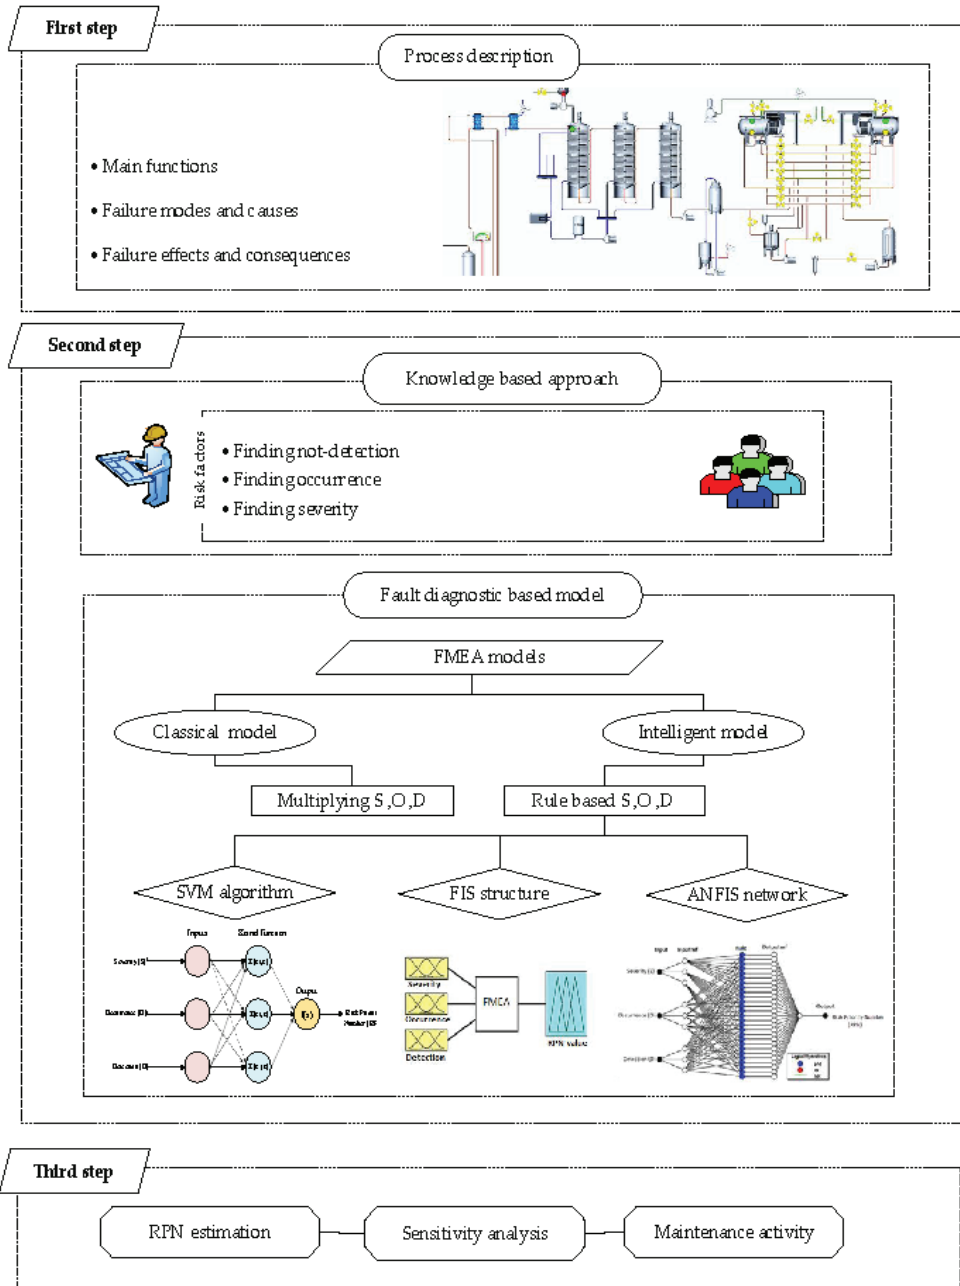 First step
Process description
• Main functions
• Failure modes and causes
• Failure effects and consequences
Second step
Knowledge based approach
Risk factors
• Finding not-detection
• Finding occurrence
• Finding severity
Fault diagnostic based model
FMEA models
Classical model
Intelligent model
Multiplying S,O,D
Rule based S,O,D
SVM algorithm
FIS structure
ANFIS network
Severity
Occurrence
Detection
FMEA
RPN value
Input
Output
Third step
RPN estimation
Sensitivity analysis
Maintenance activity